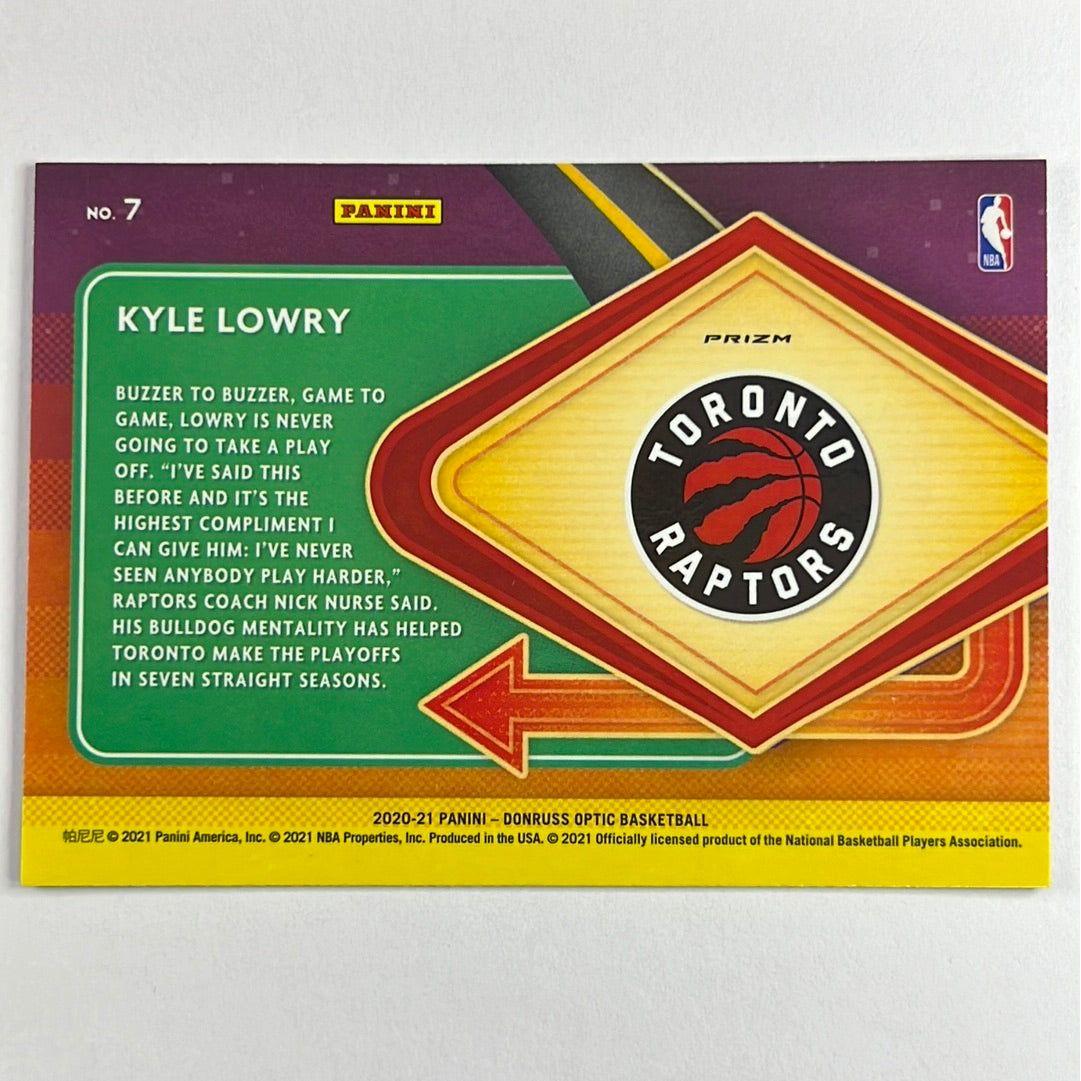 NO. 7
PANINI
NBA
KYLE LOWRY
BUZZER TO BUZZER, GAME TO
GAME, LOWRY IS NEVER
GOING TO TAKE A PLAY
OFF. “I’VE SAID THIS
BEFORE AND IT’S THE
HIGHEST COMPLIMENT I
CAN GIVE HIM: I’VE NEVER
SEEN ANYBODY PLAY HARDER,”
RAPTORS COACH NICK NURSE SAID.
HIS BULLDOG MENTALITY HAS HELPED
TORONTO MAKE THE PLAYOFFS
IN SEVEN STRAIGHT SEASONS.
PRIZM
TORONTO
RAPTORS
2020-21 PANINI – DONRUSS OPTIC BASKETBALL
帕尼尼 © 2021 Panini America, Inc. © 2021 NBA Properties, Inc. Produced in the USA. © 2021 Officially licensed product of the National Basketball Players Association.